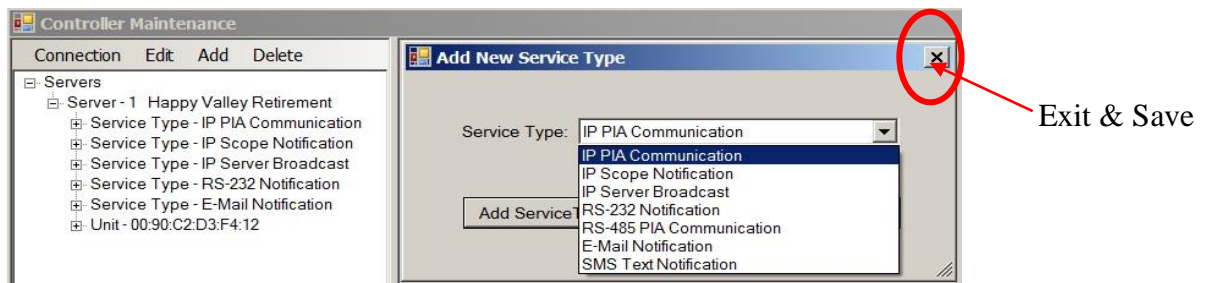 Controller Maintenance
Connection Edit Add Delete
Servers
Server - 1 Happy Valley Retirement
Service Type - IP PIA Communication
Service Type - IP Scope Notification
Service Type - IP Server Broadcast
Service Type - RS-232 Notification
Service Type - E-Mail Notification
Unit - 00:90:C2:D3:F4:12
Add New Service Type
Service Type: IP PIA Communication
IP PIA Communication
IP Scope Notification
IP Server Broadcast
RS-232 Notification
RS-485 PIA Communication
E-Mail Notification
SMS Text Notification
Add Service
Exit & Save